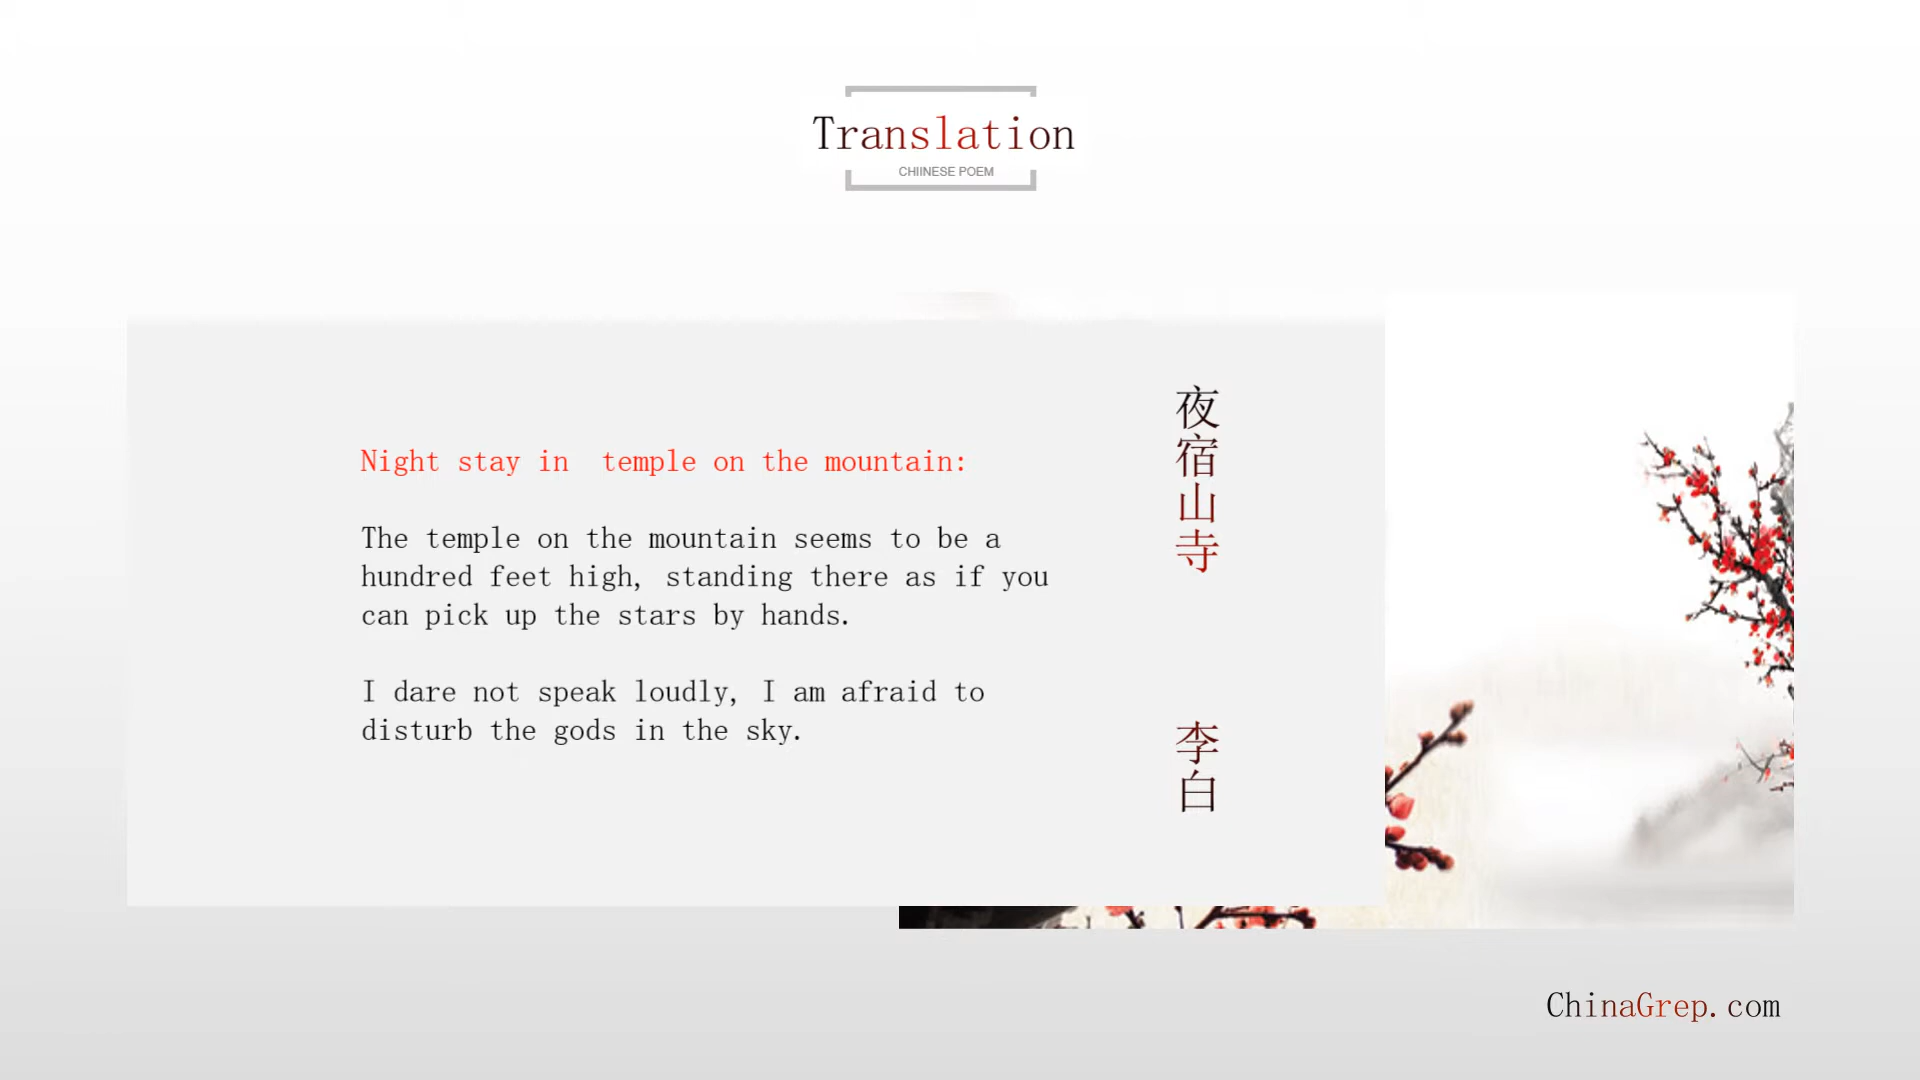 Translation
CHIINESE POEM
Night stay in  temple on the mountain:
The temple on the mountain seems to be a
hundred feet high, standing there as if you
can pick up the stars by hands.
I dare not speak loudly, I am afraid to
disturb the gods in the sky.
夜宿山寺
李白
ChinaGrep.com